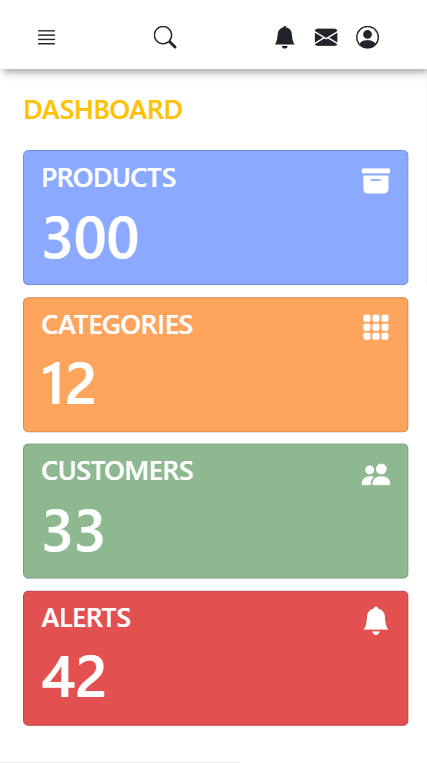 DASHBOARD
PRODUCTS
300
CATEGORIES
12
CUSTOMERS
33
ALERTS
42